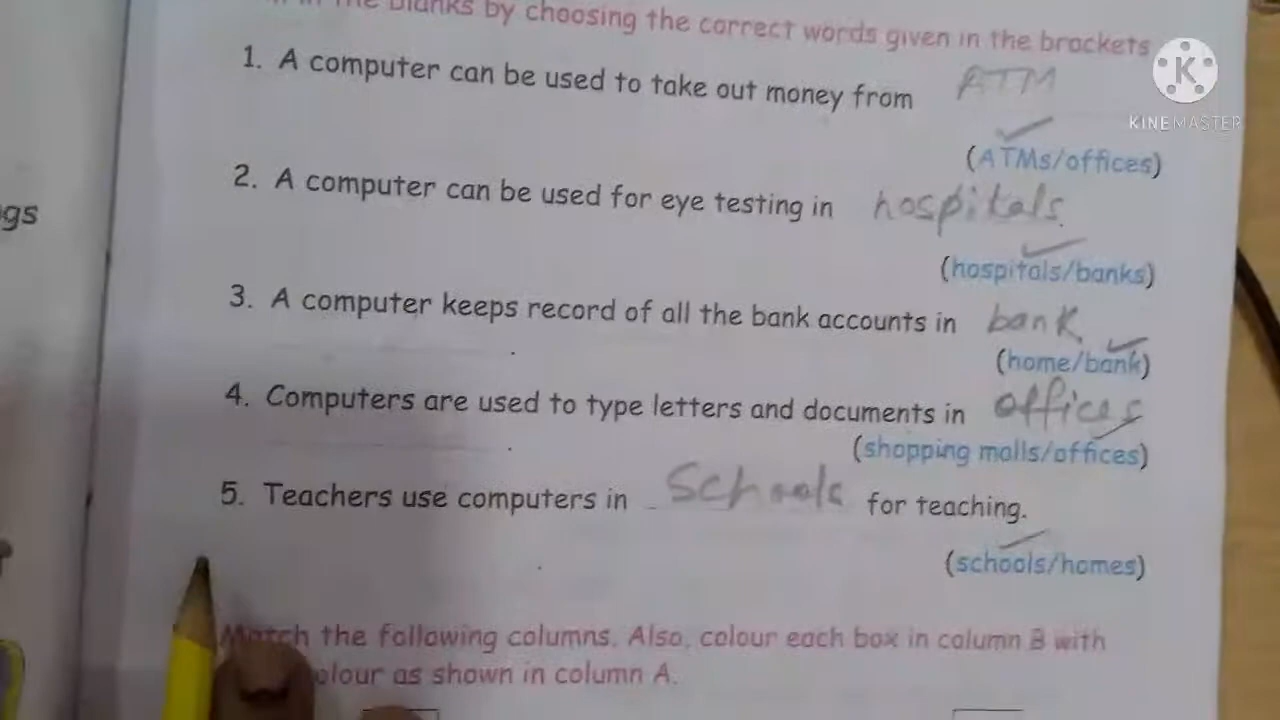 the blanks by choosing the correct words given in the brackets
1. A computer can be used to take out money from ATM
(ATMs/offices)
KINEMASTER
2. A computer can be used for eye testing in hospitals.
(hospitals/banks)
gs
3. A computer keeps record of all the bank accounts in bank
(home/bank)
4. Computers are used to type letters and documents in offices
(shopping malls/offices)
5. Teachers use computers in schools for teaching.
(schools/homes)
Match the following columns. Also, colour each box in column B with
olour as shown in column A.